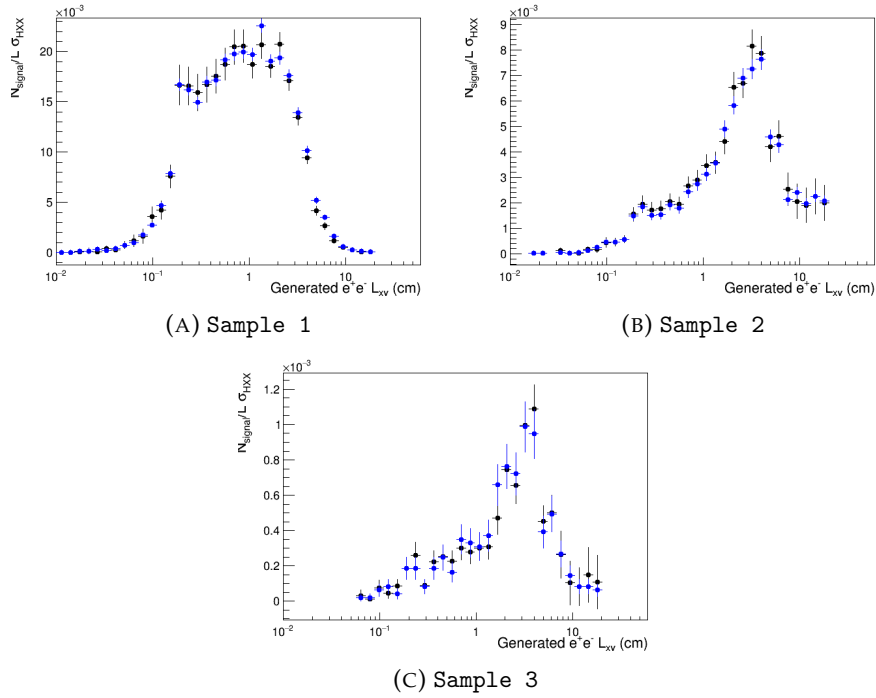 ×10⁻³
N_signal/L σ_HXX
20
15
10
5
0
10⁻² 10⁻¹ 1 10
Generated e⁺e⁻ L_xy (cm)
(A) Sample 1
×10⁻³
N_signal/L σ_HXX
9
8
7
6
5
4
3
2
1
0
10⁻² 10⁻¹ 1 10
Generated e⁺e⁻ L_xy (cm)
(B) Sample 2
×10⁻³
N_signal/L σ_HXX
1.2
1
0.8
0.6
0.4
0.2
0
10⁻² 10⁻¹ 1 10
Generated e⁺e⁻ L_xy (cm)
(C) Sample 3